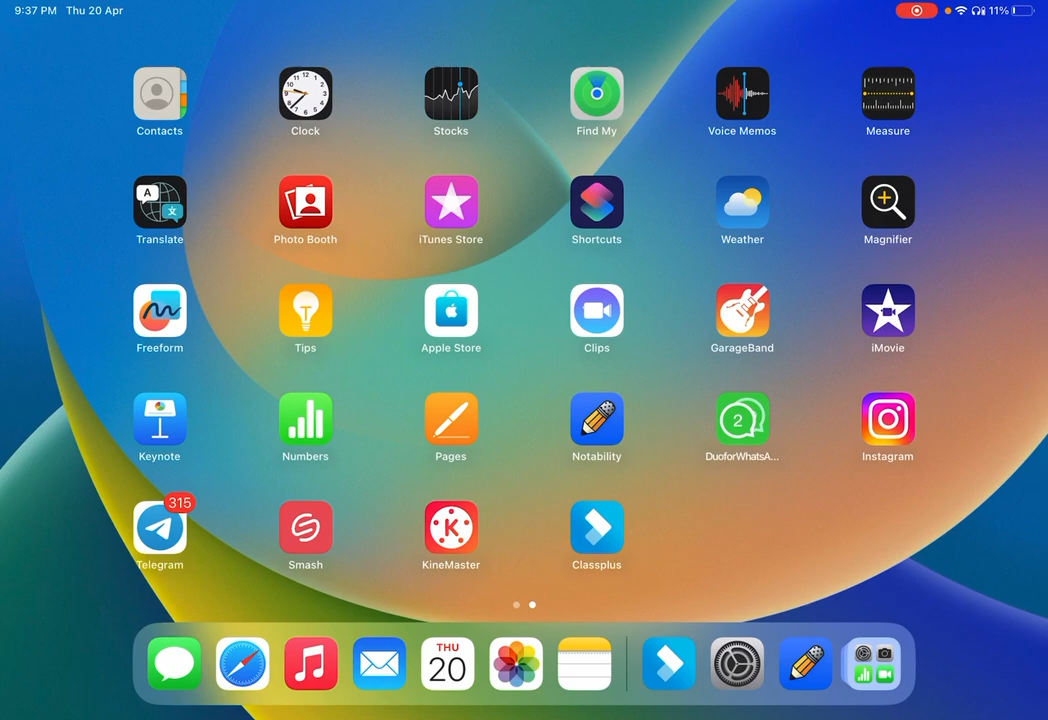 9:37 PM Thu 20 Apr 11%
Contacts Clock Stocks Find My Voice Memos Measure
Translate Photo Booth iTunes Store Shortcuts Weather Magnifier
Freeform Tips Apple Store Clips GarageBand iMovie
2
Keynote Numbers Pages Notability DuoforWhatsA... Instagram
315
Telegram Smash KineMaster Classplus
THU
20